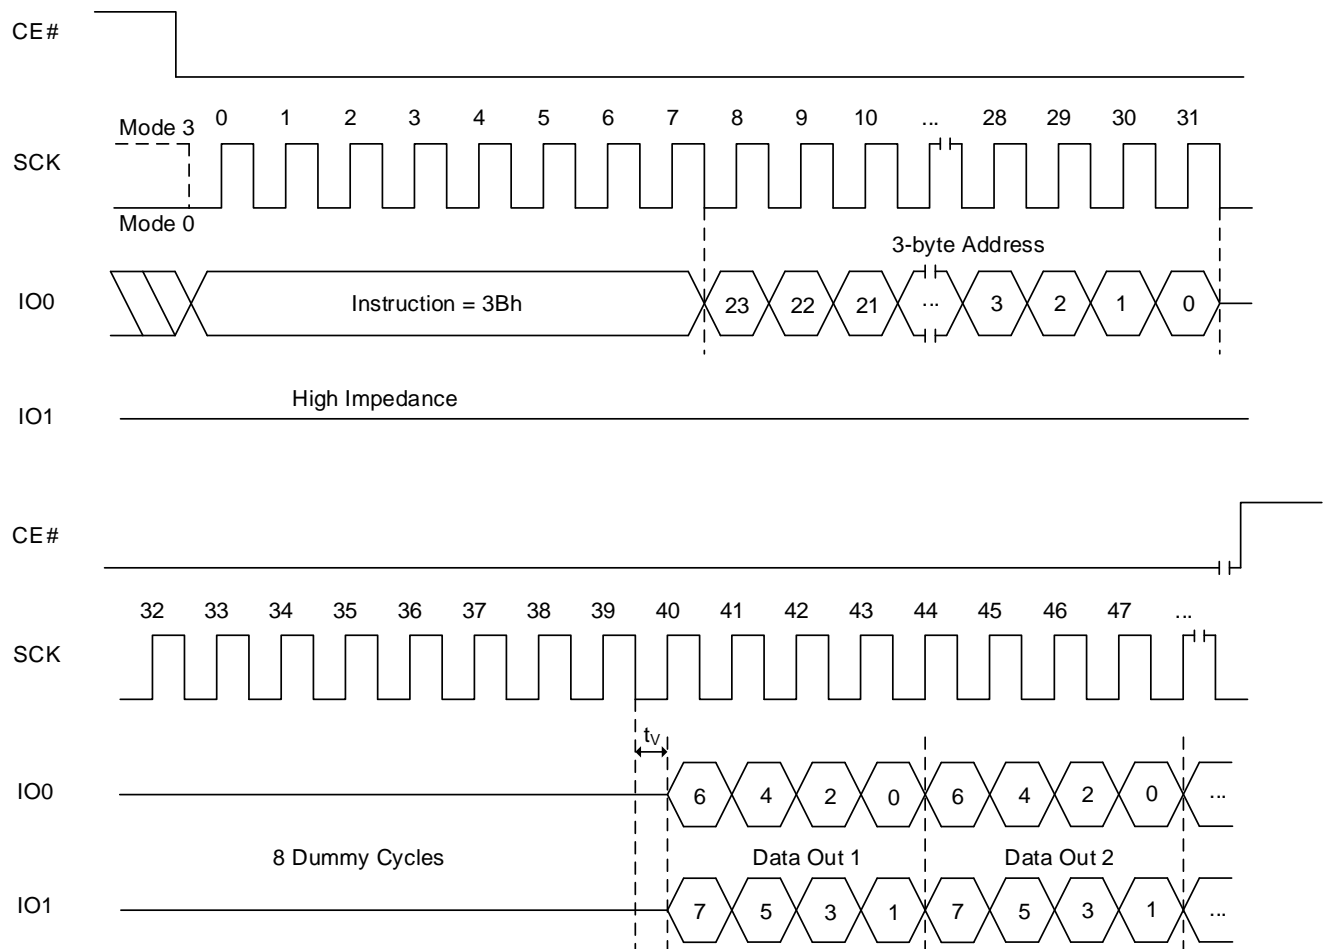 CE#
Mode 3 0 1 2 3 4 5 6 7 8 9 10 ... 28 29 30 31
SCK
Mode 0
3-byte Address
IO0 Instruction = 3Bh 23 22 21 ... 3 2 1 0
High Impedance
IO1
CE#
32 33 34 35 36 37 38 39 40 41 42 43 44 45 46 47 ...
SCK
tV
IO0 6 4 2 0 6 4 2 0 ...
8 Dummy Cycles Data Out 1 Data Out 2
IO1 7 5 3 1 7 5 3 1 ...